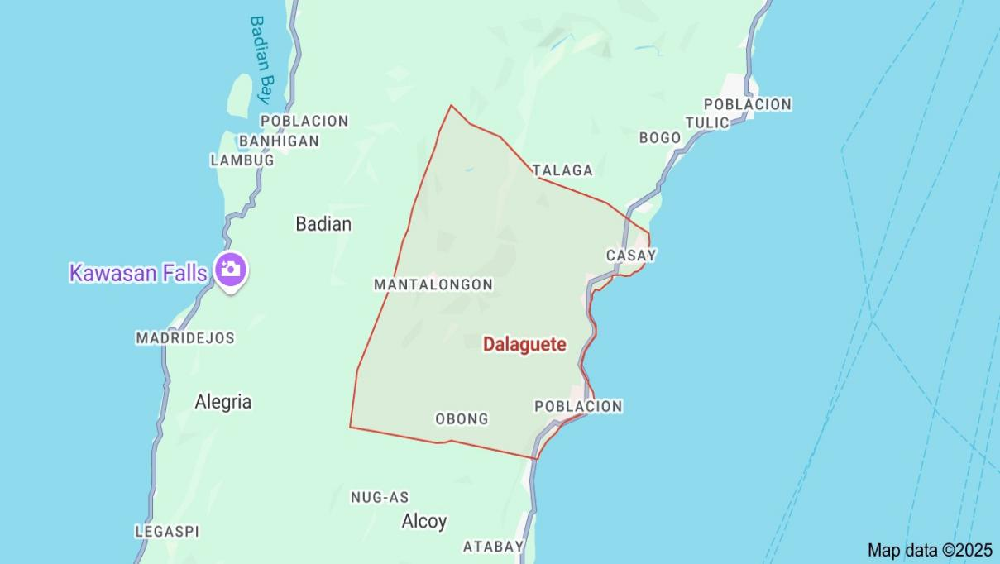 Badian Bay
POBLACION
POBLACION
TULIC
BANHIGAN
BOGO
LAMBUG
TALAGA
Badian
CASAY
Kawasan Falls
MANTALONGON
MADRIDEJOS
Dalaguete
Alegria
POBLACION
OBONG
NUG-AS
Alcoy
LEGASPI
ATABAY
Map data ©2025